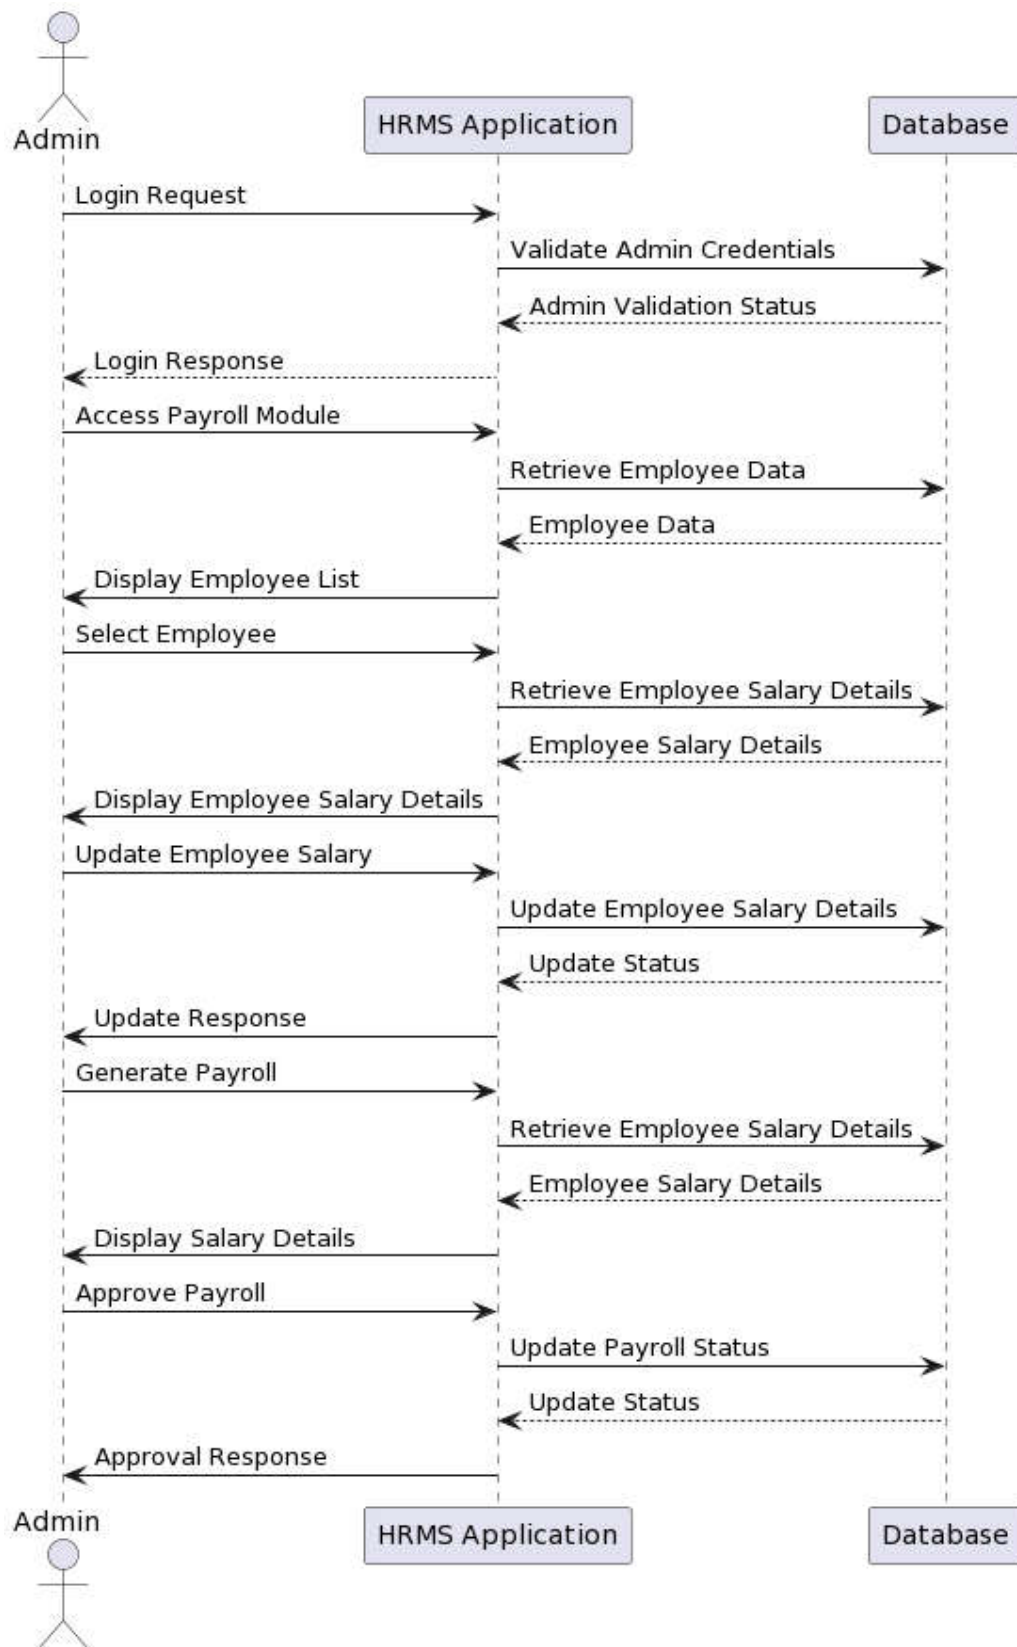 Admin
HRMS Application
Database
Login Request
Validate Admin Credentials
Admin Validation Status
Login Response
Access Payroll Module
Retrieve Employee Data
Employee Data
Display Employee List
Select Employee
Retrieve Employee Salary Details
Employee Salary Details
Display Employee Salary Details
Update Employee Salary
Update Employee Salary Details
Update Status
Update Response
Generate Payroll
Retrieve Employee Salary Details
Employee Salary Details
Display Salary Details
Approve Payroll
Update Payroll Status
Update Status
Approval Response
Admin
HRMS Application
Database